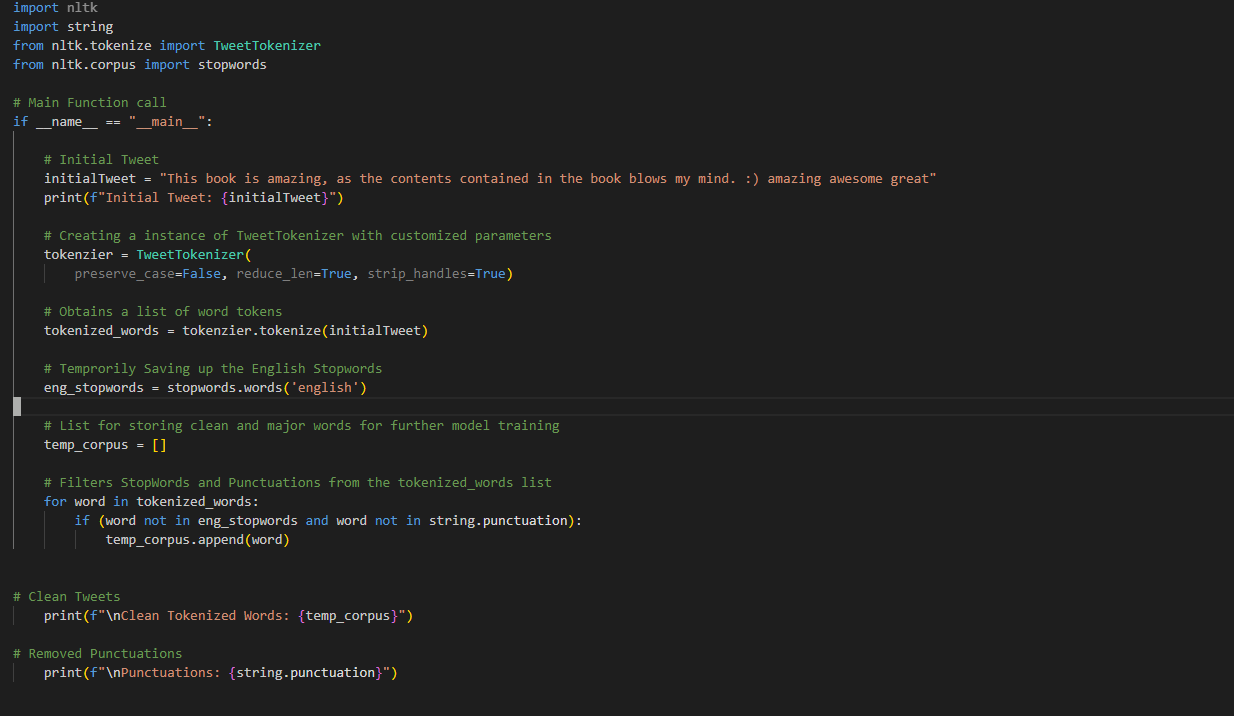 import nltk
import string
from nltk.tokenize import TweetTokenizer
from nltk.corpus import stopwords
# Main Function call
if __name__ == "__main__":
# Initial Tweet
initialTweet = "This book is amazing, as the contents contained in the book blows my mind. :) amazing awesome great"
print(f"Initial Tweet: {initialTweet}")
# Creating a instance of TweetTokenizer with customized parameters
tokenzier = TweetTokenizer(
preserve_case=False, reduce_len=True, strip_handles=True)
# Obtains a list of word tokens
tokenized_words = tokenzier.tokenize(initialTweet)
# Temprorily Saving up the English Stopwords
eng_stopwords = stopwords.words('english')
# List for storing clean and major words for further model training
temp_corpus = []
# Filters StopWords and Punctuations from the tokenized_words list
for word in tokenized_words:
if (word not in eng_stopwords and word not in string.punctuation):
temp_corpus.append(word)
# Clean Tweets
print(f"\nClean Tokenized Words: {temp_corpus}")
# Removed Punctuations
print(f"\nPunctuations: {string.punctuation}")